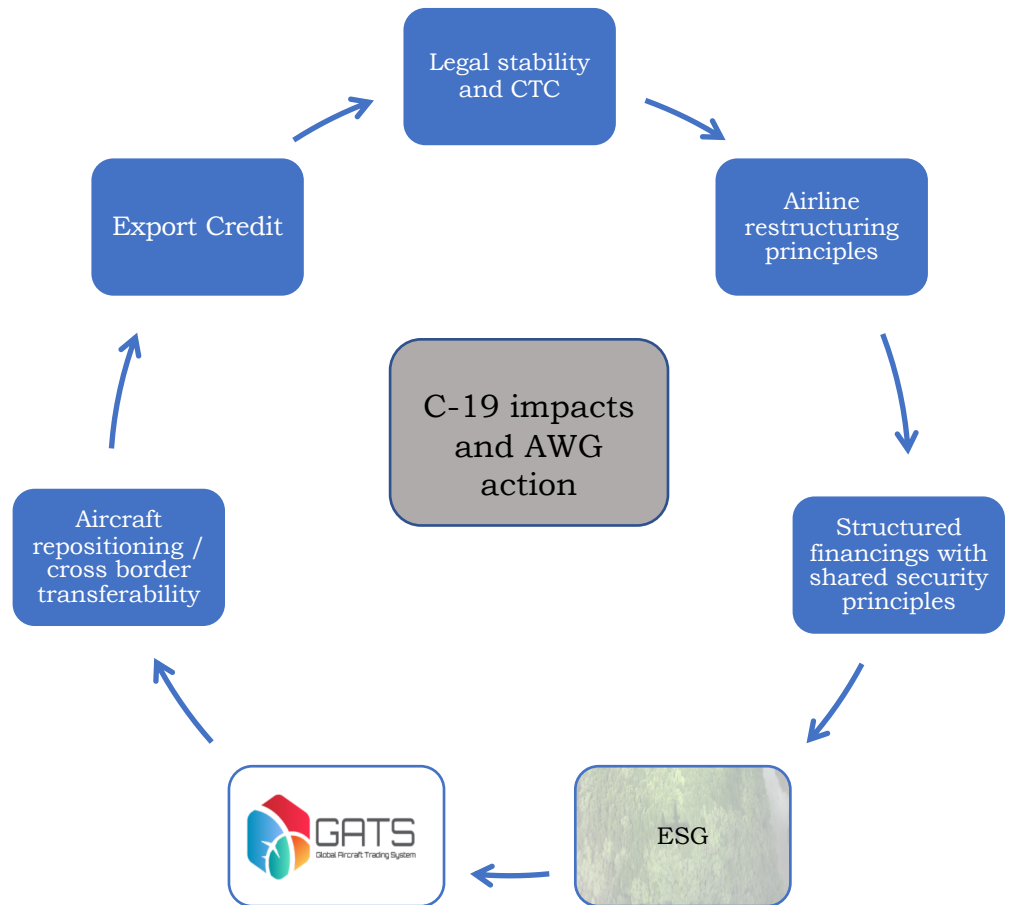 Legal stability
and CTC
Airline
restructuring
principles
Structured
financings with
shared security
principles
ESG
GATS
Global Aircraft Trading System
Aircraft
repositioning /
cross border
transferability
Export Credit
C-19 impacts
and AWG
action